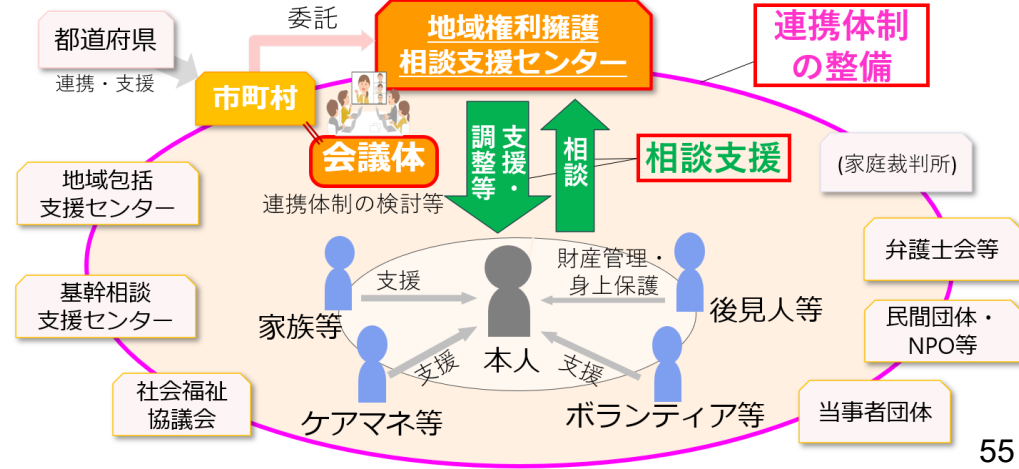 都道府県
連携・支援
委託
地域権利擁護
相談支援センター
連携体制
の整備
市町村
会議体
連携体制の検討等
支援・
調整等
相談
相談支援
(家庭裁判所)
地域包括
支援センター
弁護士会等
基幹相談
支援センター
民間団体・
NPO等
社会福祉
協議会
当事者団体
家族等
支援
財産管理・
身上保護
後見人等
本人
支援
支援
ケアマネ等
ボランティア等
55